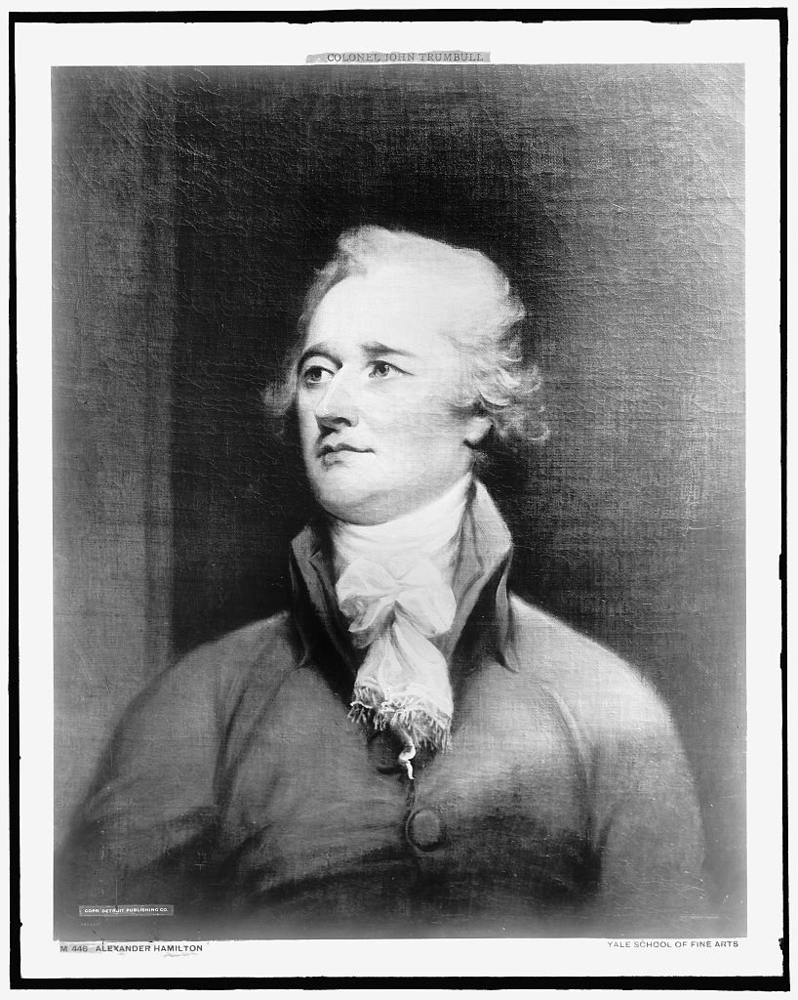 COLONEL JOHN TRUMBULL
COPR. DETROIT PUBLISHING CO.
M 446 ALEXANDER HAMILTON
YALE SCHOOL OF FINE ARTS